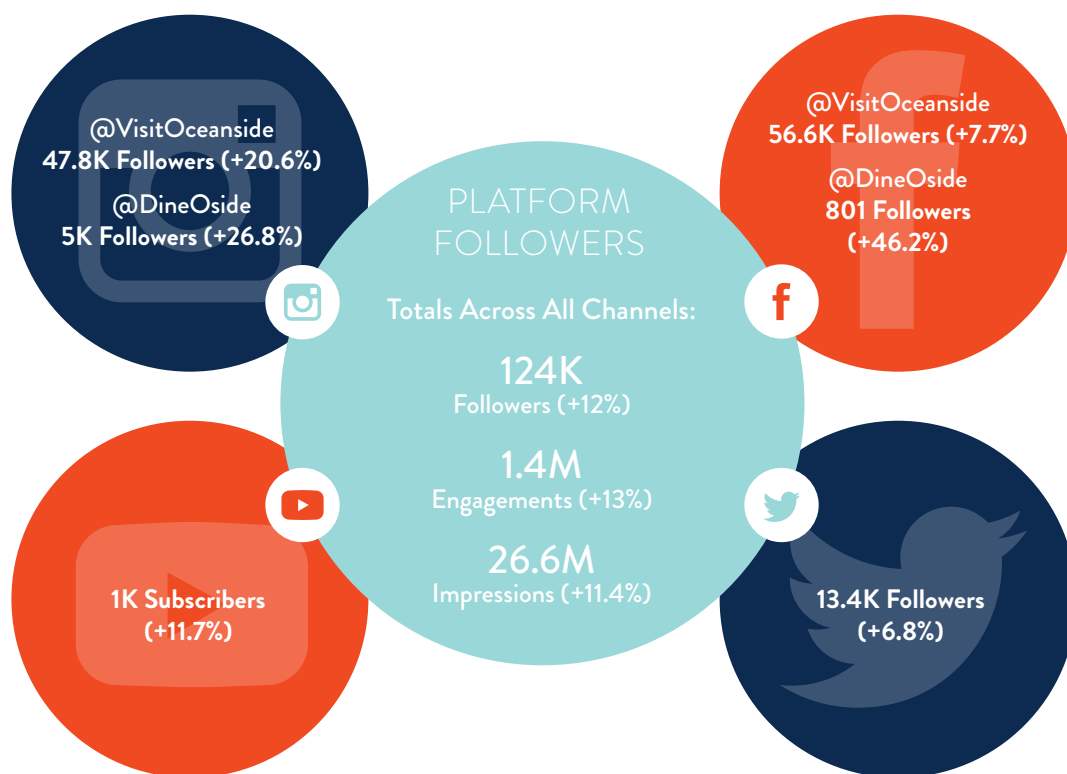 @VisitOceanside
47.8K Followers (+20.6%)
@DineOside
5K Followers (+26.8%)
@VisitOceanside
56.6K Followers (+7.7%)
@DineOside
801 Followers
(+46.2%)
PLATFORM
FOLLOWERS
Totals Across All Channels:
124K
Followers (+12%)
1.4M
Engagements (+13%)
26.6M
Impressions (+11.4%)
1K Subscribers
(+11.7%)
13.4K Followers
(+6.8%)